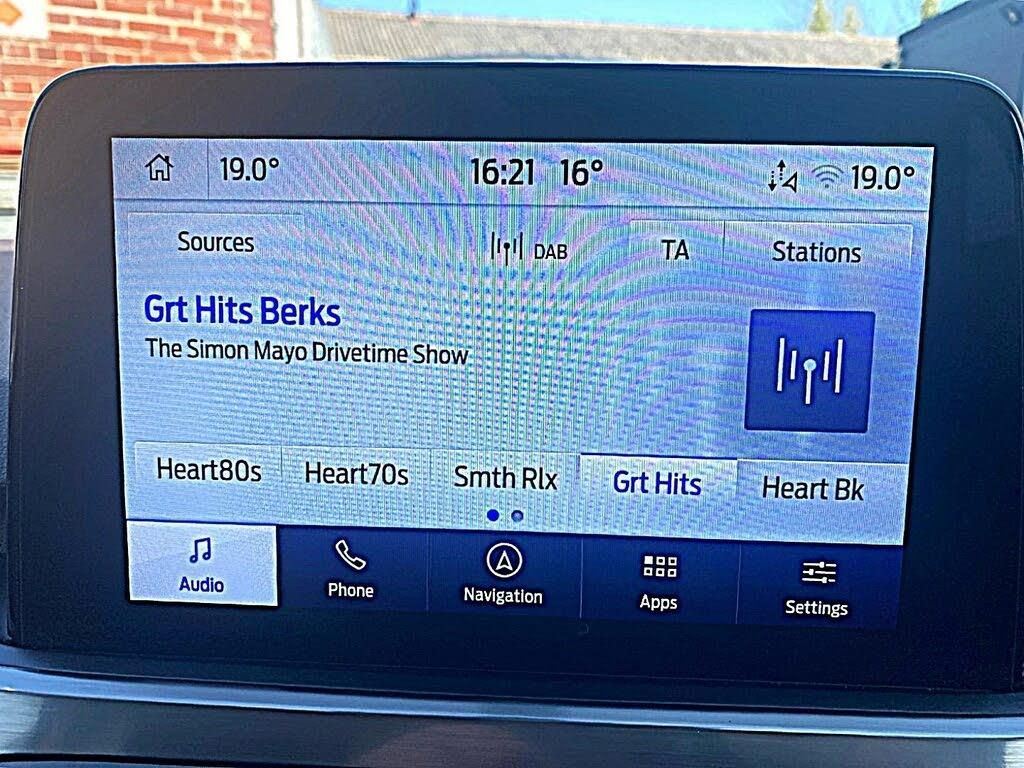 19.0° 16:21 16° 19.0°
Sources DAB TA Stations
Grt Hits Berks
The Simon Mayo Drivetime Show
Heart80s Heart70s Smth Rlx Grt Hits Heart Bk
Audio Phone Navigation Apps Settings